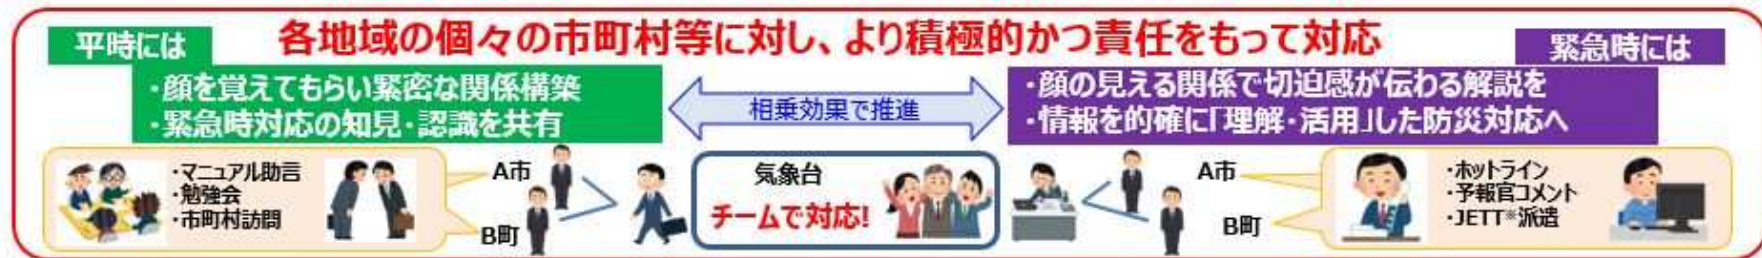 各地域の個々の市町村等に対し、より積極的かつ責任をもって対応
平時には
・顔を覚えてもらい緊密な関係構築
・緊急時対応の知見・認識を共有
相乗効果で推進
緊急時には
・顔の見える関係で切迫感が伝わる解説を
・情報を的確に「理解・活用」した防災対応へ
・マニュアル助言
・勉強会
・市町村訪問
A市
B町
気象台
チームで対応!
A市
B町
・ホットライン
・予報官コメント
・JETT※派遣